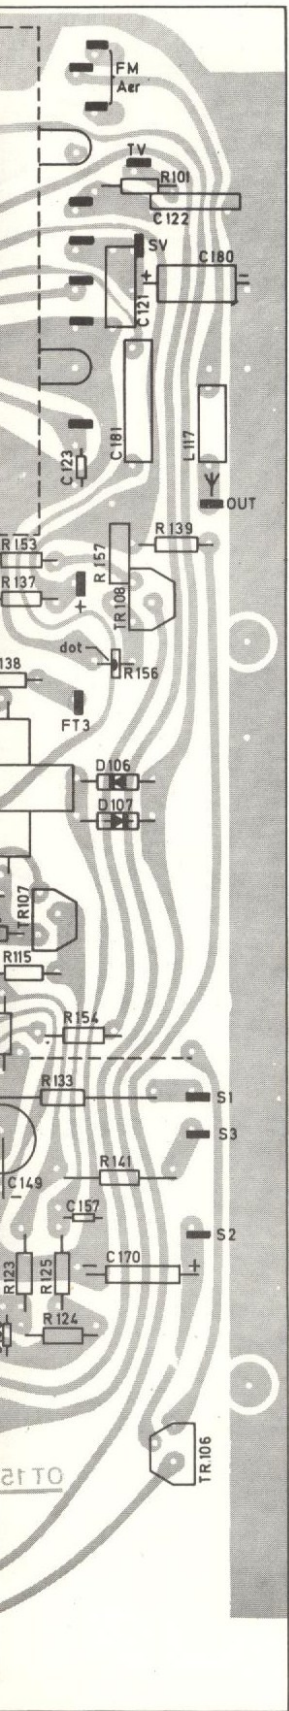 FM
Aer
TV
R101
C122
SV
C180
+ -
C121
C181
L117
C123
OUT
R139
R153
R157
R137
+
TR108
dot
R156
138
FT3
D106
D107
TR107
R115
R154
R133
S1
S3
R141
C149
-
C157
S2
C170
- +
R123
R125
R124
TR106
OT15